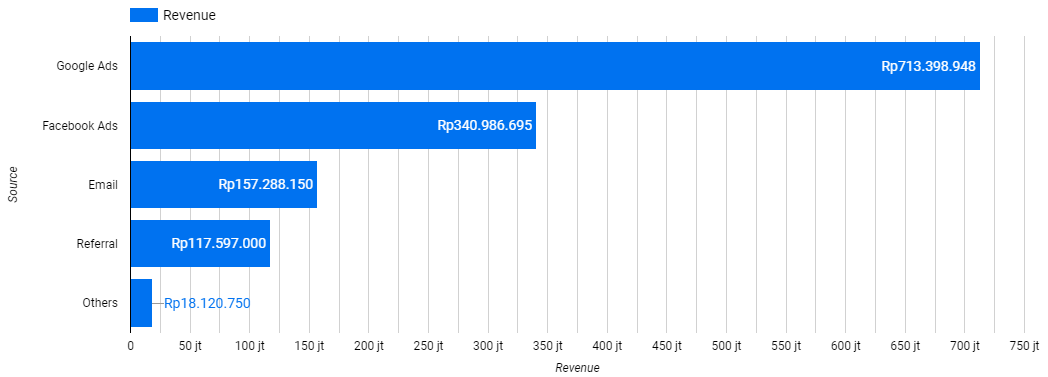 Revenue
Google Ads
Rp713.398.948
Facebook Ads
Rp340.986.695
Email
Rp157.288.150
Referral
Rp117.597.000
Others
Rp18.120.750
Source
0 50 jt 100 jt 150 jt 200 jt 250 jt 300 jt 350 jt 400 jt 450 jt 500 jt 550 jt 600 jt 650 jt 700 jt 750 jt
Revenue